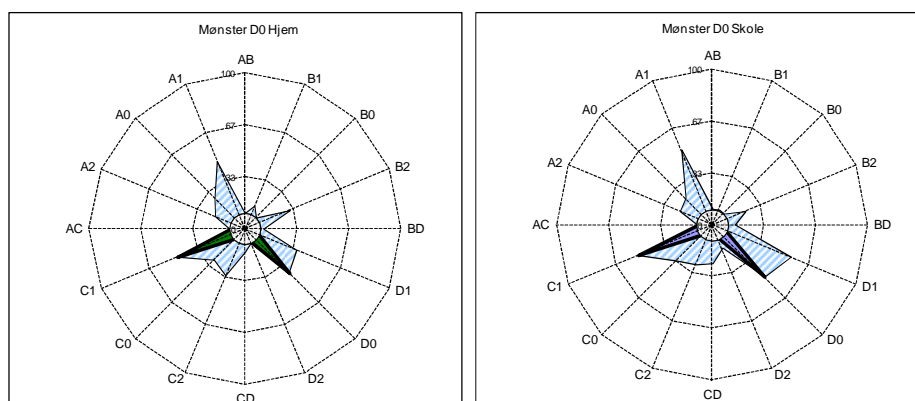 Mønster D0 Hjem
AB
100
A1
B1
A0
B0
67
A2
B2
33
AC
BD
C1
D1
C0
D0
C2
D2
CD
Mønster D0 Skole
AB
100
A1
B1
A0
B0
67
A2
B2
33
AC
BD
C1
D1
C0
D0
C2
D2
CD